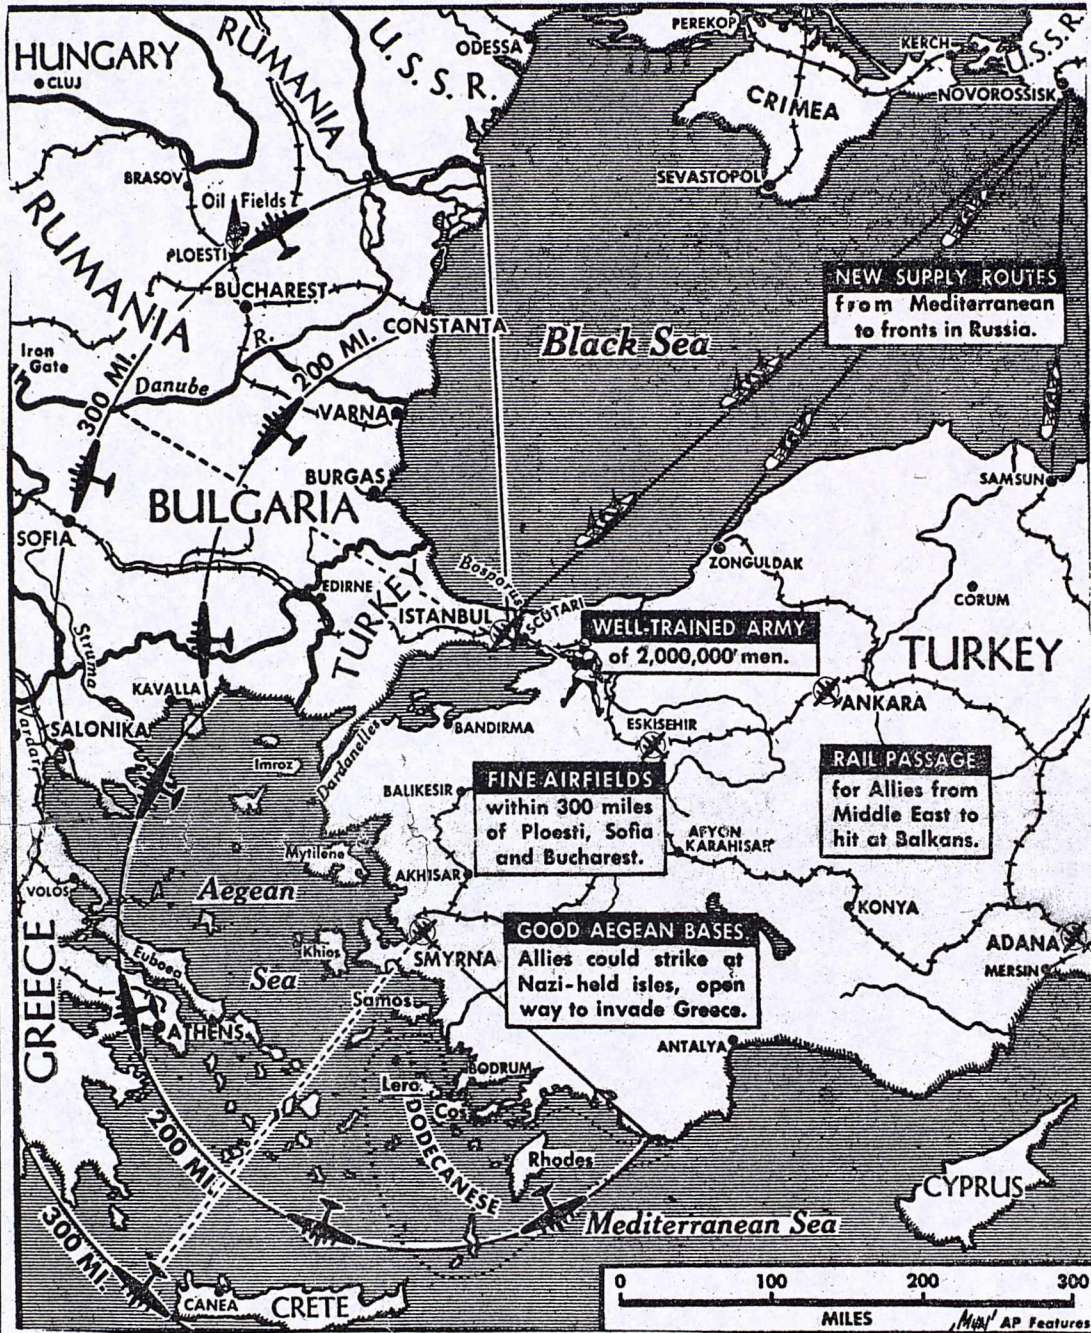 HUNGARY
CLUJ
RUMANIA
U. S. S. R.
ODESSA
PEREKOP
KERCH
U.S.S.R.
NOVOROSSISK
CRIMEA
SEVASTOPOL
BRASOV
Oil Fields
PLOESTI
RUMANIA
BUCHAREST
CONSTANTA
Black Sea
NEW SUPPLY ROUTES
from Mediterranean
to fronts in Russia.
Iron
Gate
R.
Danube
300 MI.
200 MI.
VARNA
BURGAS
BULGARIA
SOFIA
SAMSUN
ZONGULDAK
Bosporus
EDIRNE
TURKEY
ISTANBUL
SCUTARI
CORUM
WELL-TRAINED ARMY
of 2,000,000 men.
TURKEY
Struma
KAVALLA
Vardar
SALONIKA
ANKARA
BANDIRMA
ESKISEHIR
Imroz
Dardanelles
FINE AIRFIELDS
within 300 miles
of Ploesti, Sofia
and Bucharest.
RAIL PASSAGE
for Allies from
Middle East to
hit at Balkans.
BALIKESIR
AFYON
KARAHISAR
Mytilene
AKHISAR
VOLOS
Aegean
Sea
KONYA
GREECE
Euboea
Khios
SMYRNA
GOOD AEGEAN BASES
Allies could strike at
Nazi-held isles, open
way to invade Greece.
ADANA
MERSIN
Samos
ATHENS
ANTALYA
BODRUM
Lero
Cos
DODECANESE
Rhodes
200 MI.
CYPRUS
Mediterranean Sea
300 MI.
CANEA
CRETE
0 100 200 300
MILES
AP Features